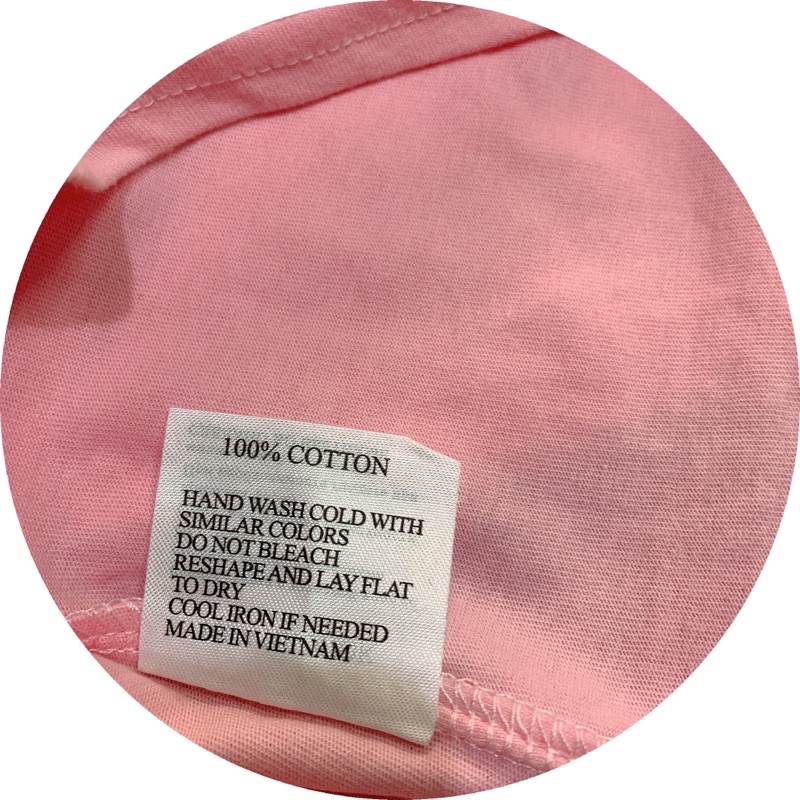 100% COTTON
HAND WASH COLD WITH
SIMILAR COLORS
DO NOT BLEACH
RESHAPE AND LAY FLAT
TO DRY
COOL IRON IF NEEDED
MADE IN VIETNAM